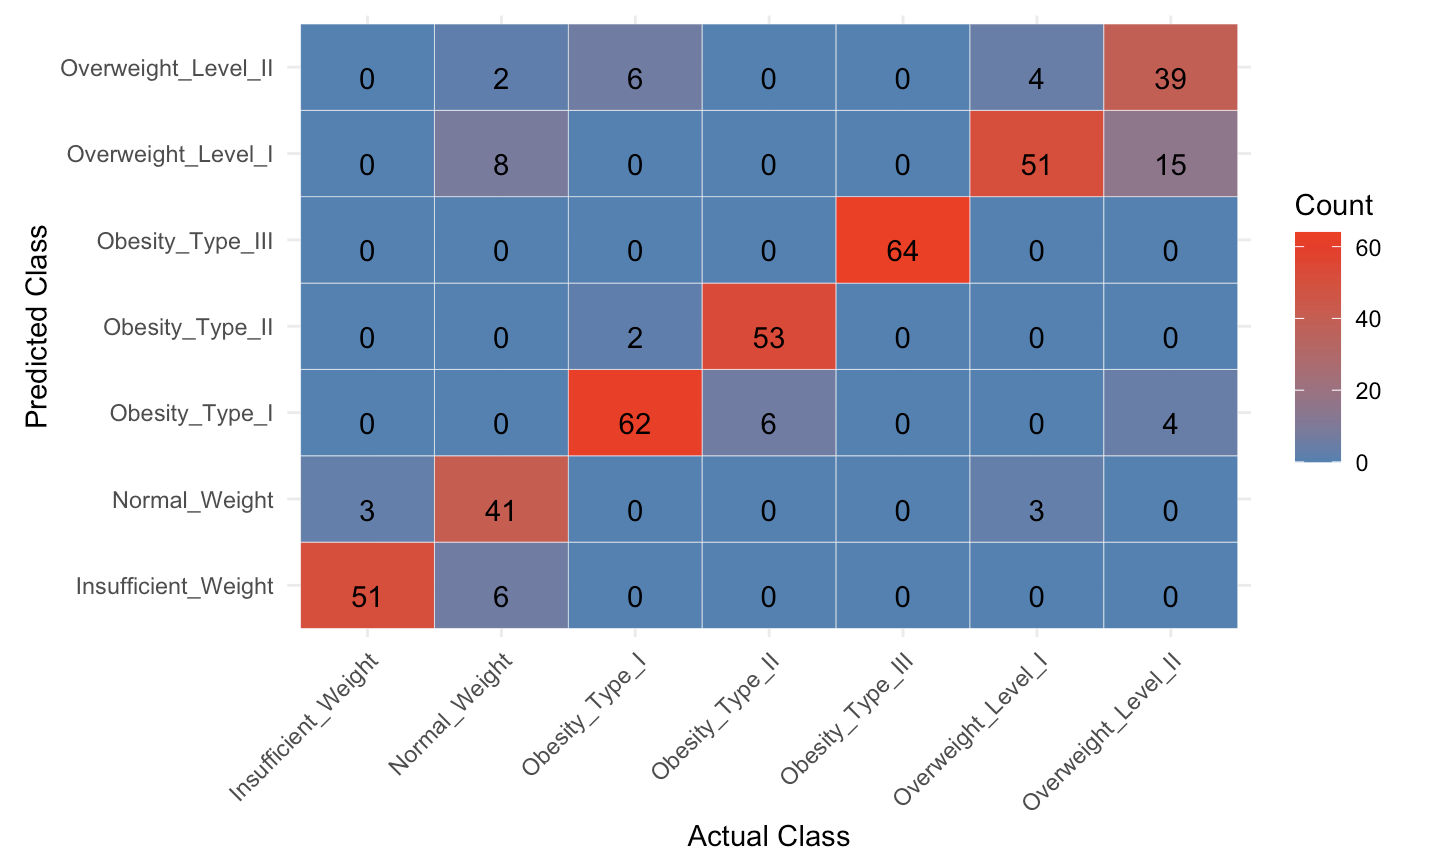 Predicted Class
Overweight_Level_II 0 2 6 0 0 4 39
Overweight_Level_I 0 8 0 0 0 51 15
Obesity_Type_III 0 0 0 0 64 0 0
Obesity_Type_II 0 0 2 53 0 0 0
Obesity_Type_I 0 0 62 6 0 0 4
Normal_Weight 3 41 0 0 0 3 0
Insufficient_Weight 51 6 0 0 0 0 0
Insufficient_Weight
Normal_Weight
Obesity_Type_I
Obesity_Type_II
Obesity_Type_III
Overweight_Level_I
Overweight_Level_II
Actual Class
Count
60
40
20
0